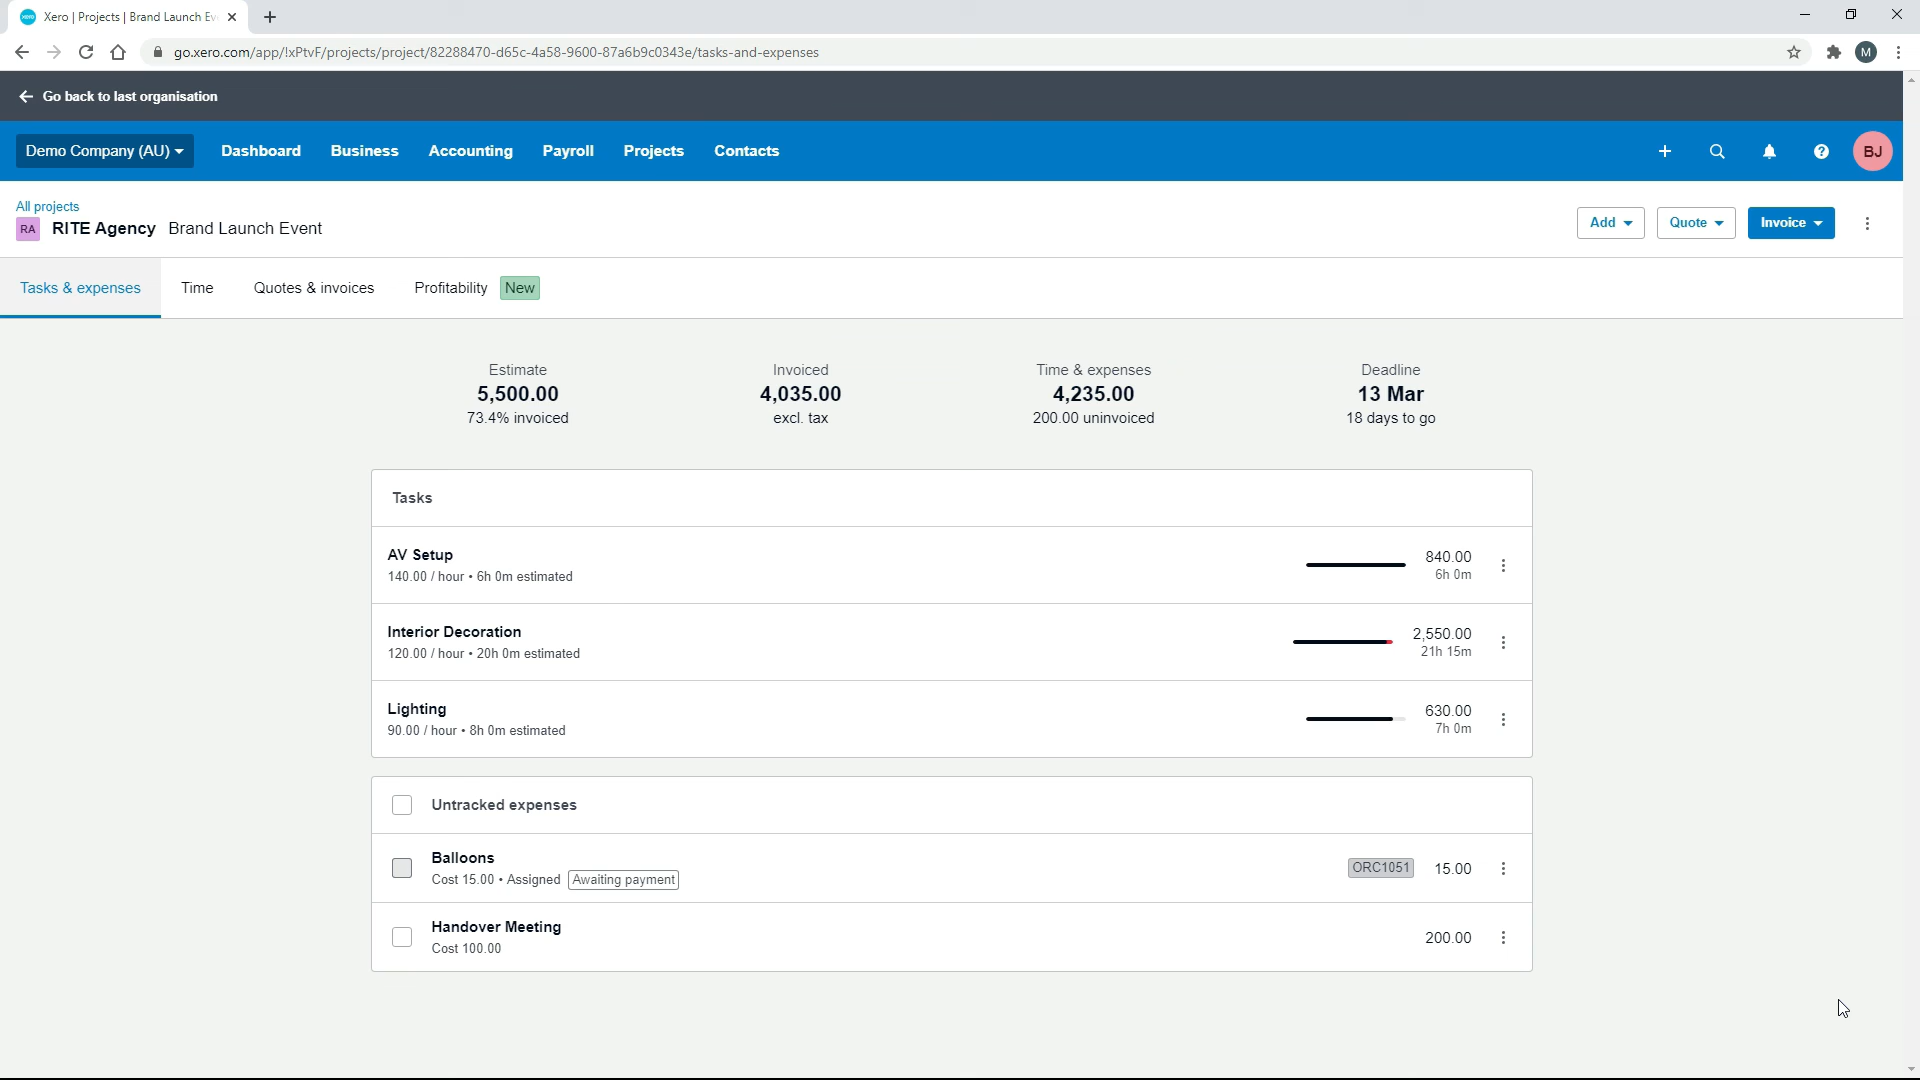 Xero | Projects | Brand Launch Ev
go.xero.com/app/!xPtvF/projects/project/82288470-d65c-4a58-9600-87a6b9c0343e/tasks-and-expenses
M
Go back to last organisation
Demo Company (AU) Dashboard Business Accounting Payroll Projects Contacts
BJ
All projects
RA RITE Agency Brand Launch Event
Add Quote Invoice
Tasks & expenses Time Quotes & invoices Profitability New
Estimate Invoiced Time & expenses Deadline
5,500.00 4,035.00 4,235.00 13 Mar
73.4% invoiced excl. tax 200.00 uninvoiced 18 days to go
Tasks
AV Setup 840.00
140.00 / hour • 6h 0m estimated 6h 0m
Interior Decoration 2,550.00
120.00 / hour • 20h 0m estimated 21h 15m
Lighting 630.00
90.00 / hour • 8h 0m estimated 7h 0m
Untracked expenses
Balloons ORC1051 15.00
Cost 15.00 • Assigned Awaiting payment
Handover Meeting 200.00
Cost 100.00